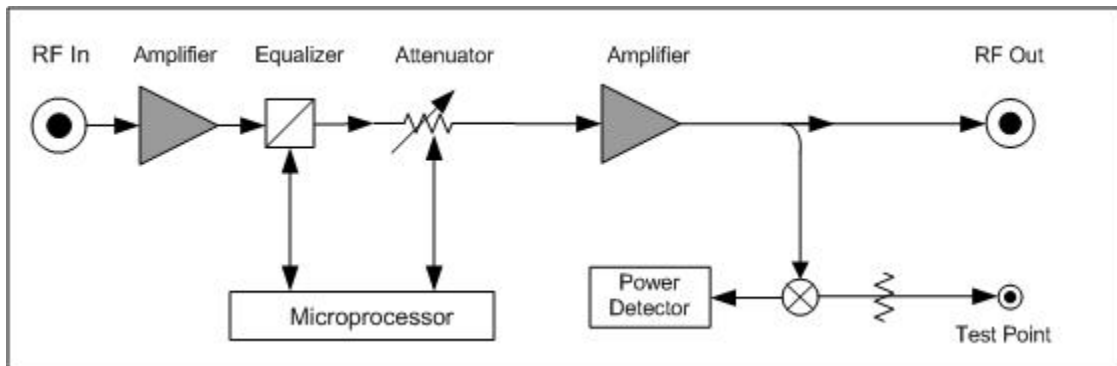 RF In
Amplifier
Equalizer
Attenuator
Amplifier
RF Out
Power
Detector
Microprocessor
Test Point